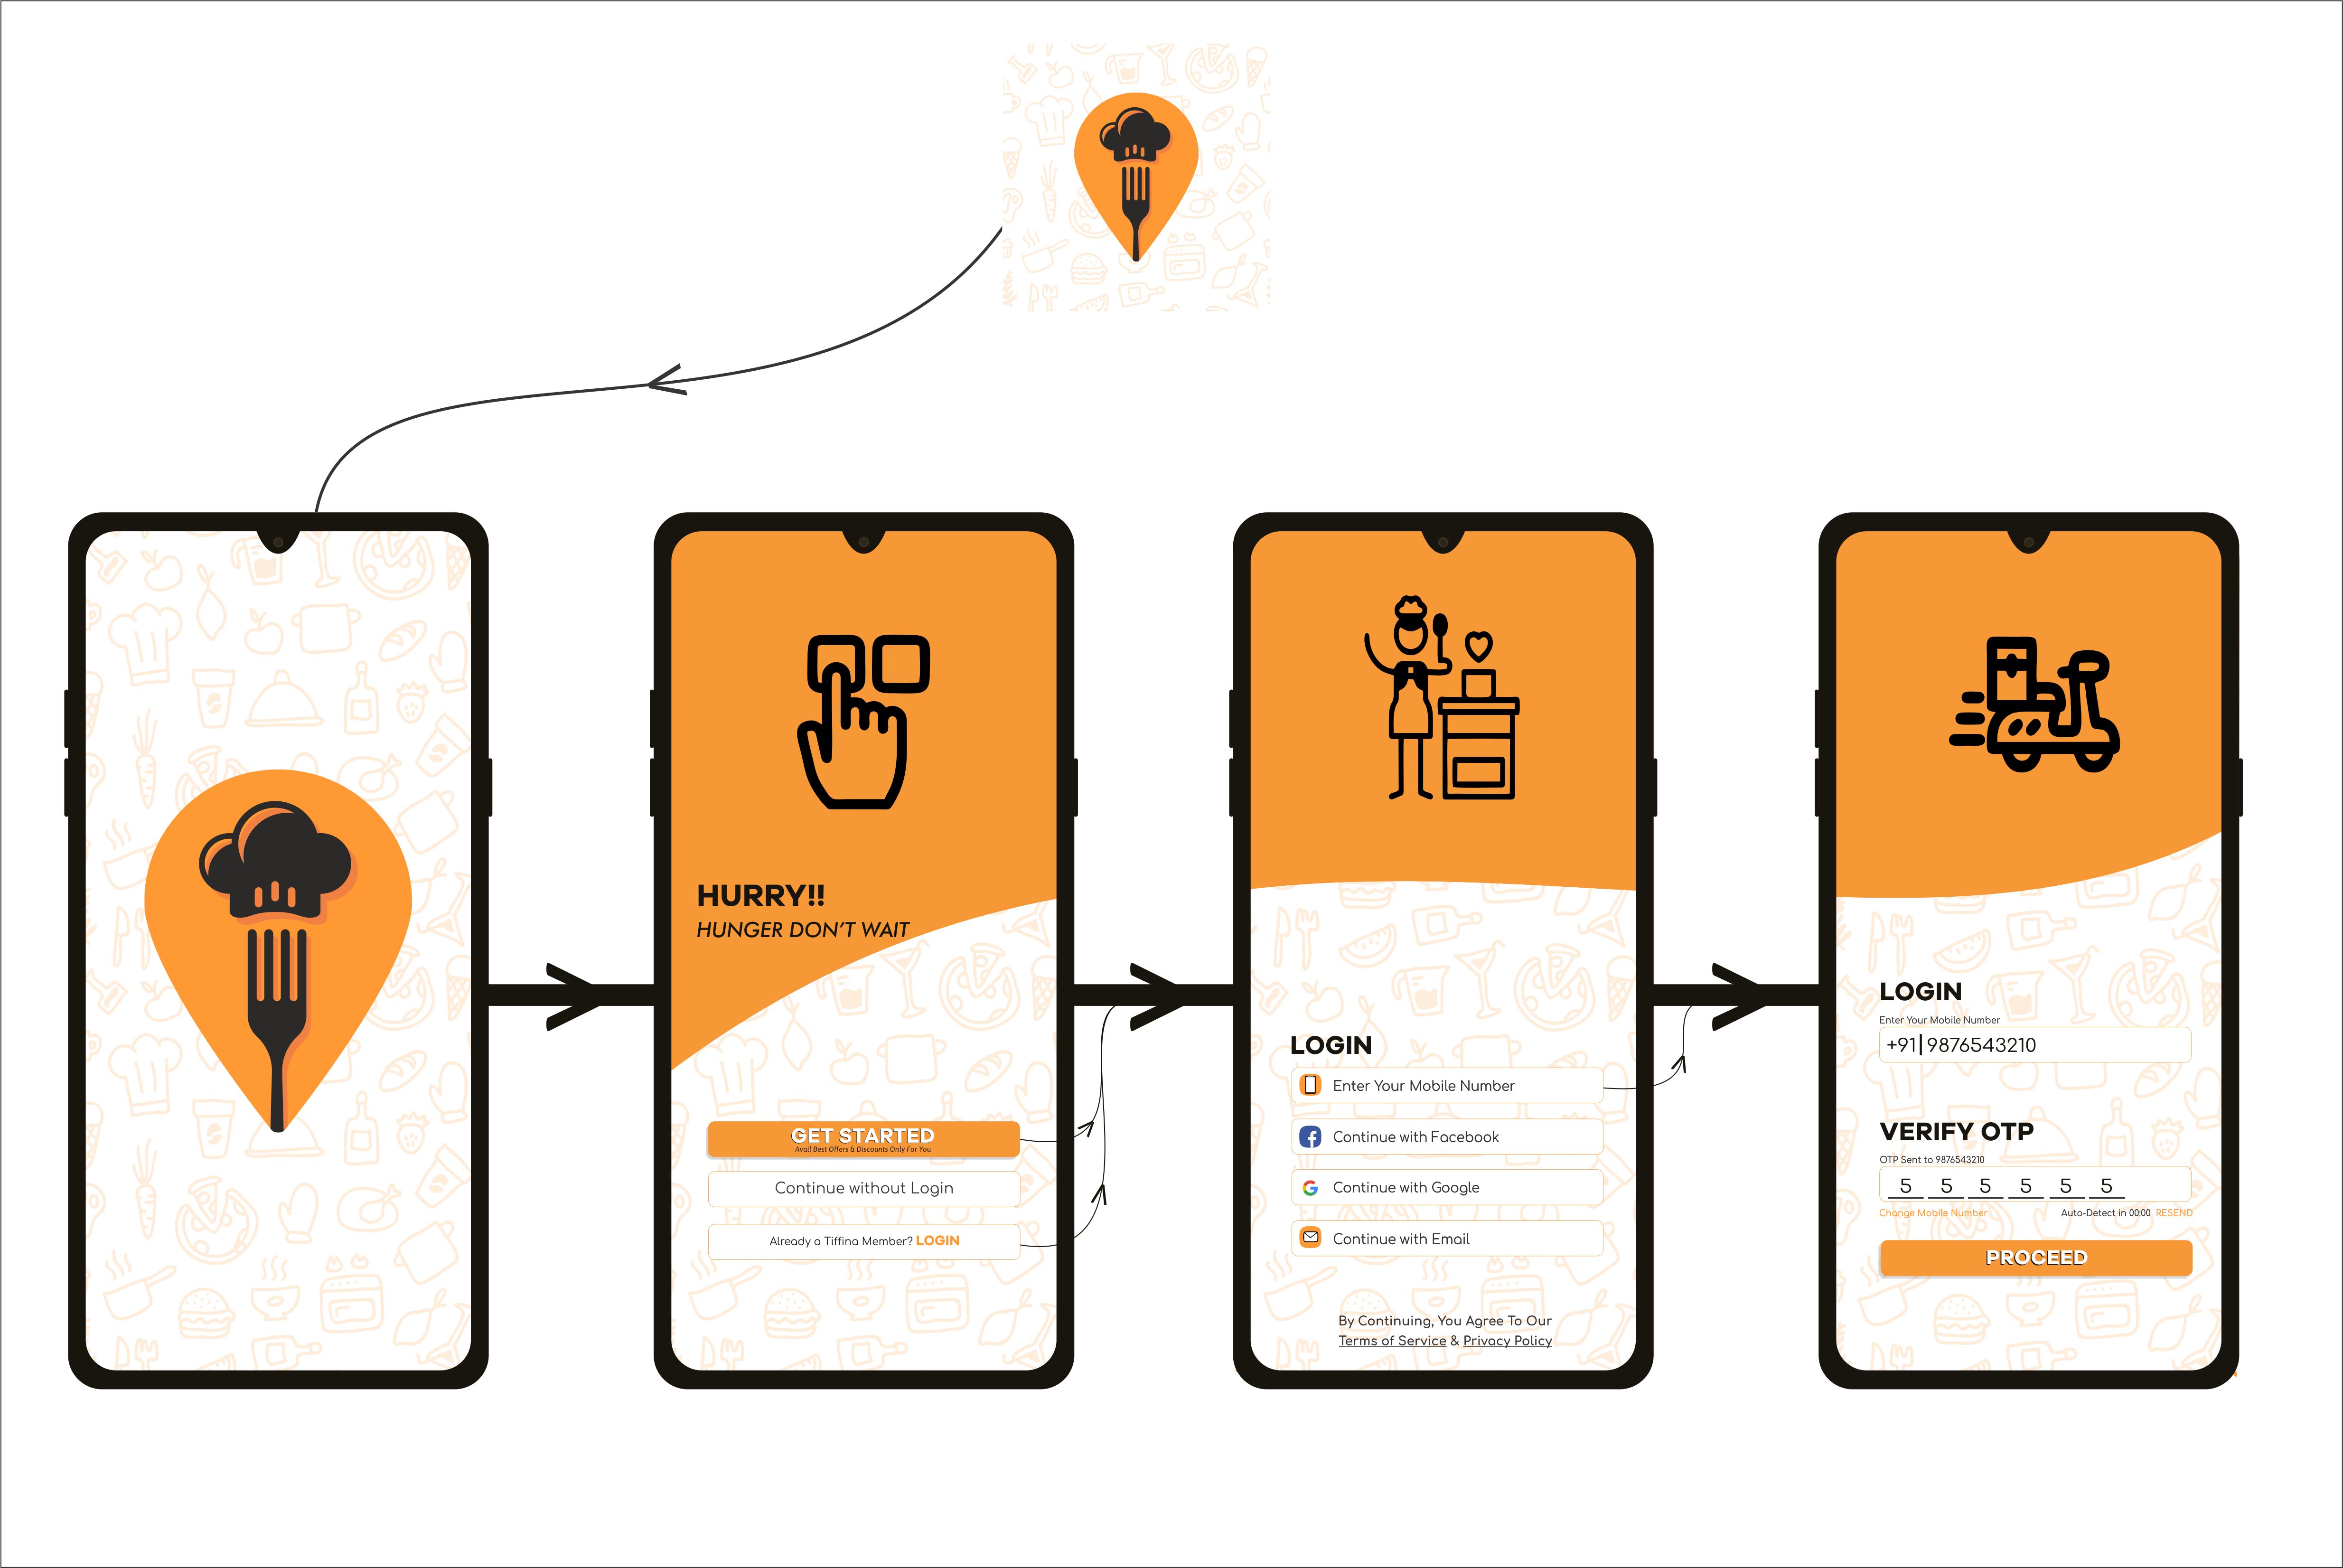 HURRY!!
HUNGER DON'T WAIT
GET STARTED
Avail Best Offers & Discounts Only For You
Continue without Login
Already a Tiffina Member? LOGIN
LOGIN
Enter Your Mobile Number
Continue with Facebook
Continue with Google
Continue with Email
By Continuing, You Agree To Our
Terms of Service & Privacy Policy
LOGIN
Enter Your Mobile Number
+91|9876543210
VERIFY OTP
OTP Sent to 9876543210
5 5 5 5 5 5
Change Mobile Number Auto-Detect in 00:00 RESEND
PROCEED